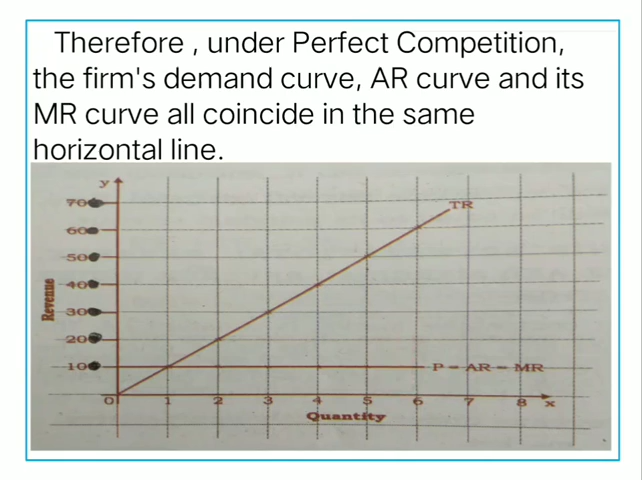 Therefore , under Perfect Competition,
the firm's demand curve, AR curve and its
MR curve all coincide in the same
horizontal line.
y
70
TR
60
50
40
Revenue
30
20
10
P = AR = MR
0 1 2 3 4 5 6 7 8 x
Quantity